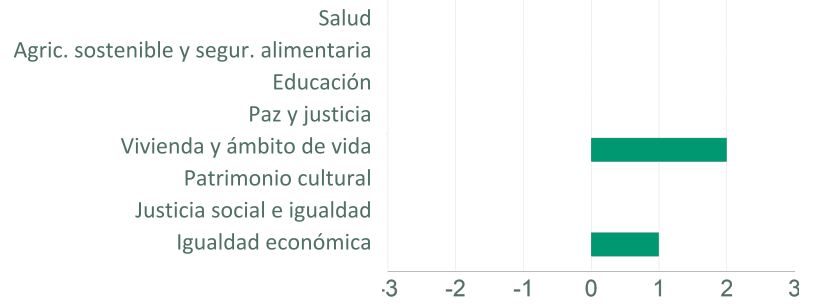 Salud
Agric. sostenible y segur. alimentaria
Educación
Paz y justicia
Vivienda y ámbito de vida
Patrimonio cultural
Justicia social e igualdad
Igualdad económica
-3 -2 -1 0 1 2 3